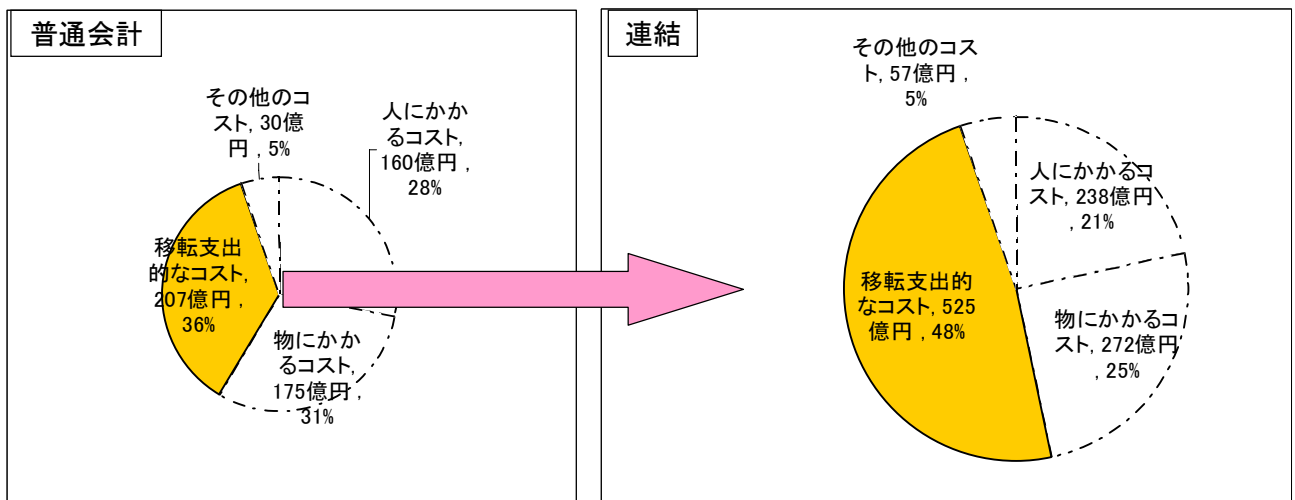 普通会計
その他のコ
スト, 30億
円 , 5%
人にかか
るコスト,
160億円 ,
28%
移転支出
的なコスト,
207億円 ,
36%
物にかか
るコスト,
175億円 ,
31%
連結
その他のコス
ト, 57億円 ,
5%
人にかかるコ
スト, 238億円
, 21%
移転支出的
なコスト, 525
億円 , 48%
物にかかるコ
スト, 272億円
, 25%